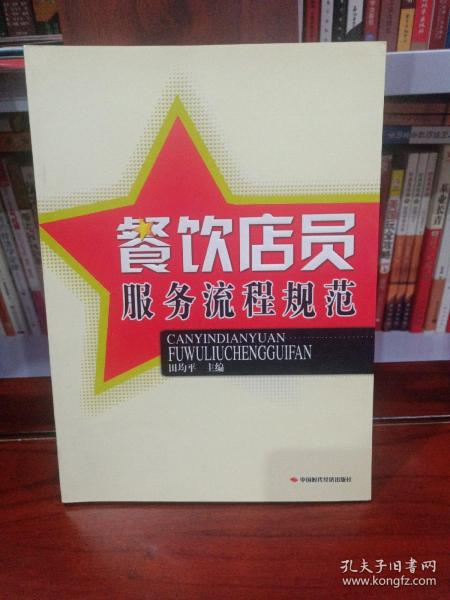 餐饮店员
服务流程规范
CANYINDIANYUAN
FUWULIUCHENGGUIFAN
田均平 主编
中国时代经济出版社
孔夫子旧书网
www.kongfz.com